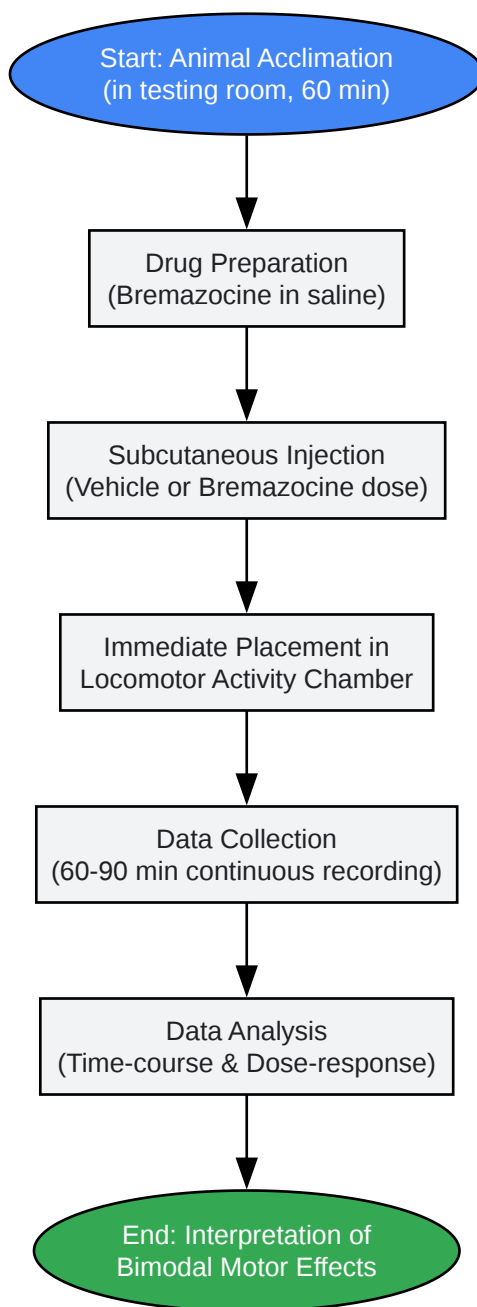 Start: Animal Acclimation
(in testing room, 60 min)
Drug Preparation
(Bremazocine in saline)
Subcutaneous Injection
(Vehicle or Bremazocine dose)
Immediate Placement in
Locomotor Activity Chamber
Data Collection
(60-90 min continuous recording)
Data Analysis
(Time-course & Dose-response)
End: Interpretation of
Bimodal Motor Effects